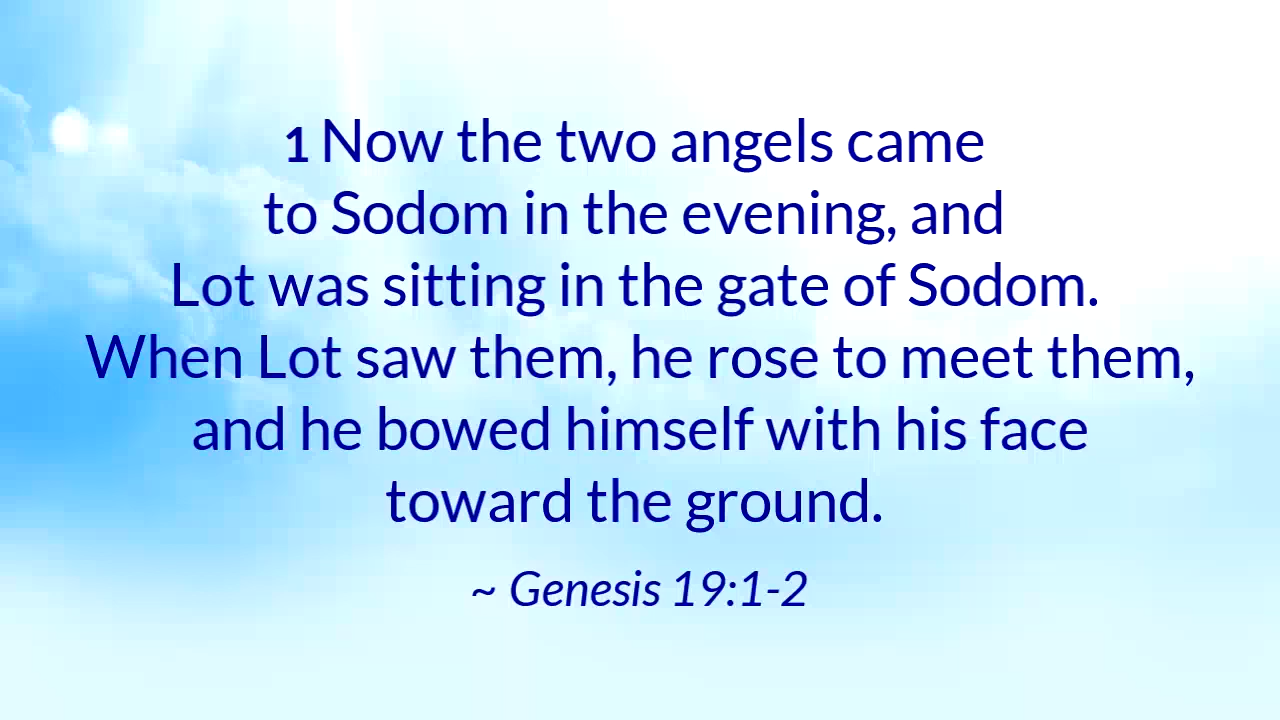 1 Now the two angels came
to Sodom in the evening, and
Lot was sitting in the gate of Sodom.
When Lot saw them, he rose to meet them,
and he bowed himself with his face
toward the ground.
~ Genesis 19:1-2